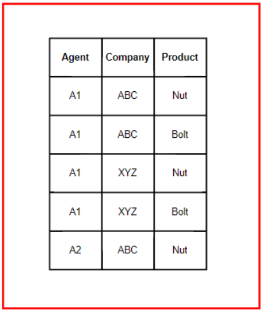 Agent Company Product
A1 ABC Nut
A1 ABC Bolt
A1 XYZ Nut
A1 XYZ Bolt
A2 ABC Nut